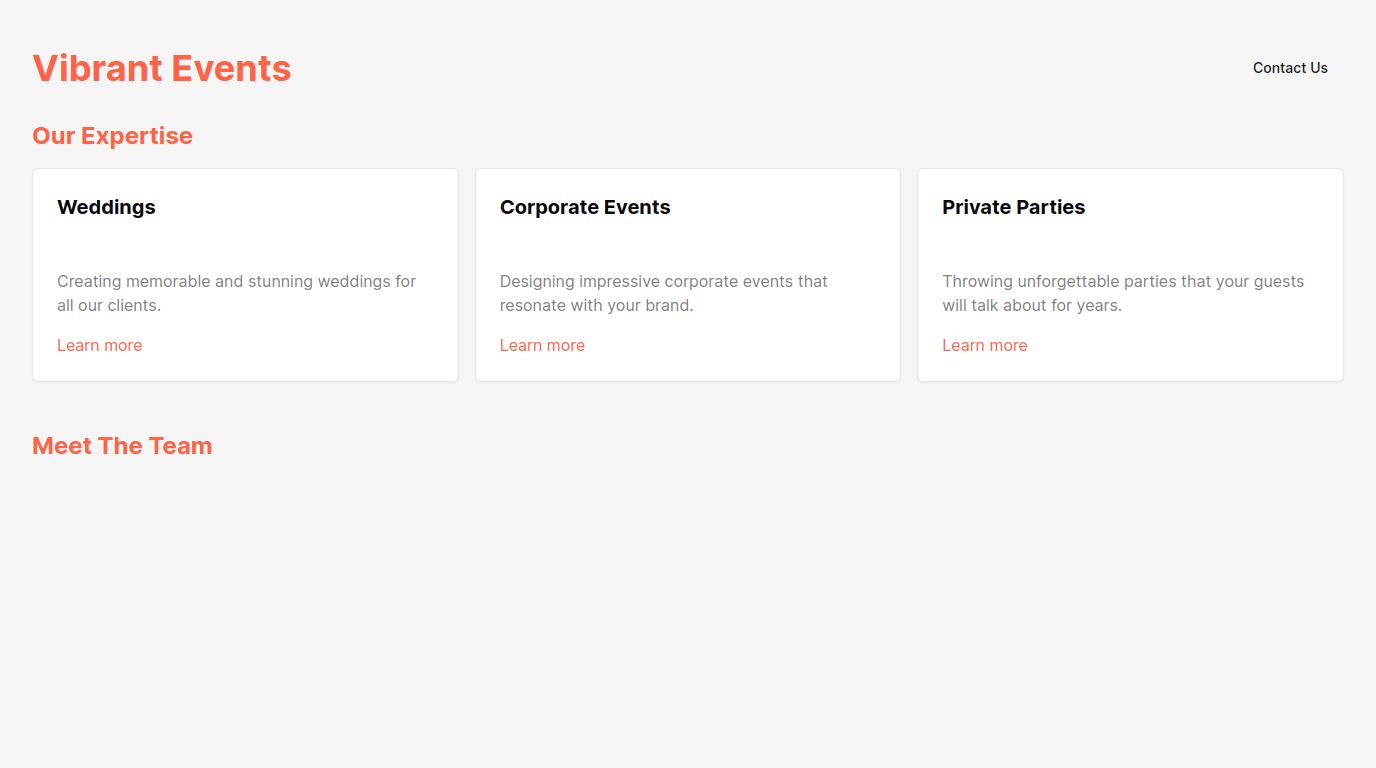 Vibrant Events
Contact Us
Our Expertise
Weddings
Creating memorable and stunning weddings for
all our clients.
Learn more
Corporate Events
Designing impressive corporate events that
resonate with your brand.
Learn more
Private Parties
Throwing unforgettable parties that your guests
will talk about for years.
Learn more
Meet The Team